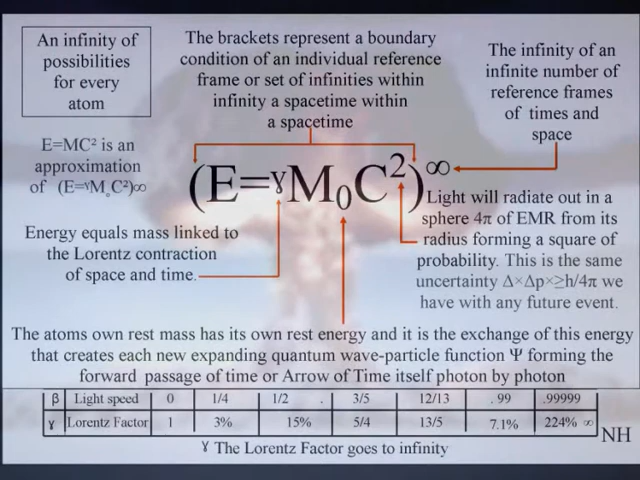 An infinity of
possibilities
for every
atom
The brackets represent a boundary
condition of an individual reference
frame or set of infinities within
infinity a spacetime within
a spacetime
The infinity of an
infinite number of
reference frames
of times and
space
E=MC² is an
approximation
of (E=ᵞM˳C²)∞
(E=ᵞM₀C²)∞
Energy equals mass linked to
the Lorentz contraction
of space and time.
Light will radiate out in a
sphere 4π of EMR from its
radius forming a square of
probability. This is the same
uncertainty Δ×Δp×≥h/4π we
have with any future event.
The atoms own rest mass has its own rest energy and it is the exchange of this energy
that creates each new expanding quantum wave-particle function Ψ forming the
forward passage of time or Arrow of Time itself photon by photon
β Light speed 0 1/4 1/2 . 3/5 12/13 . 99 .99999
ɤ Lorentz Factor 1 3% 15% 5/4 13/5 7.1% 224% ∞
ɤ The Lorentz Factor goes to infinity
NH